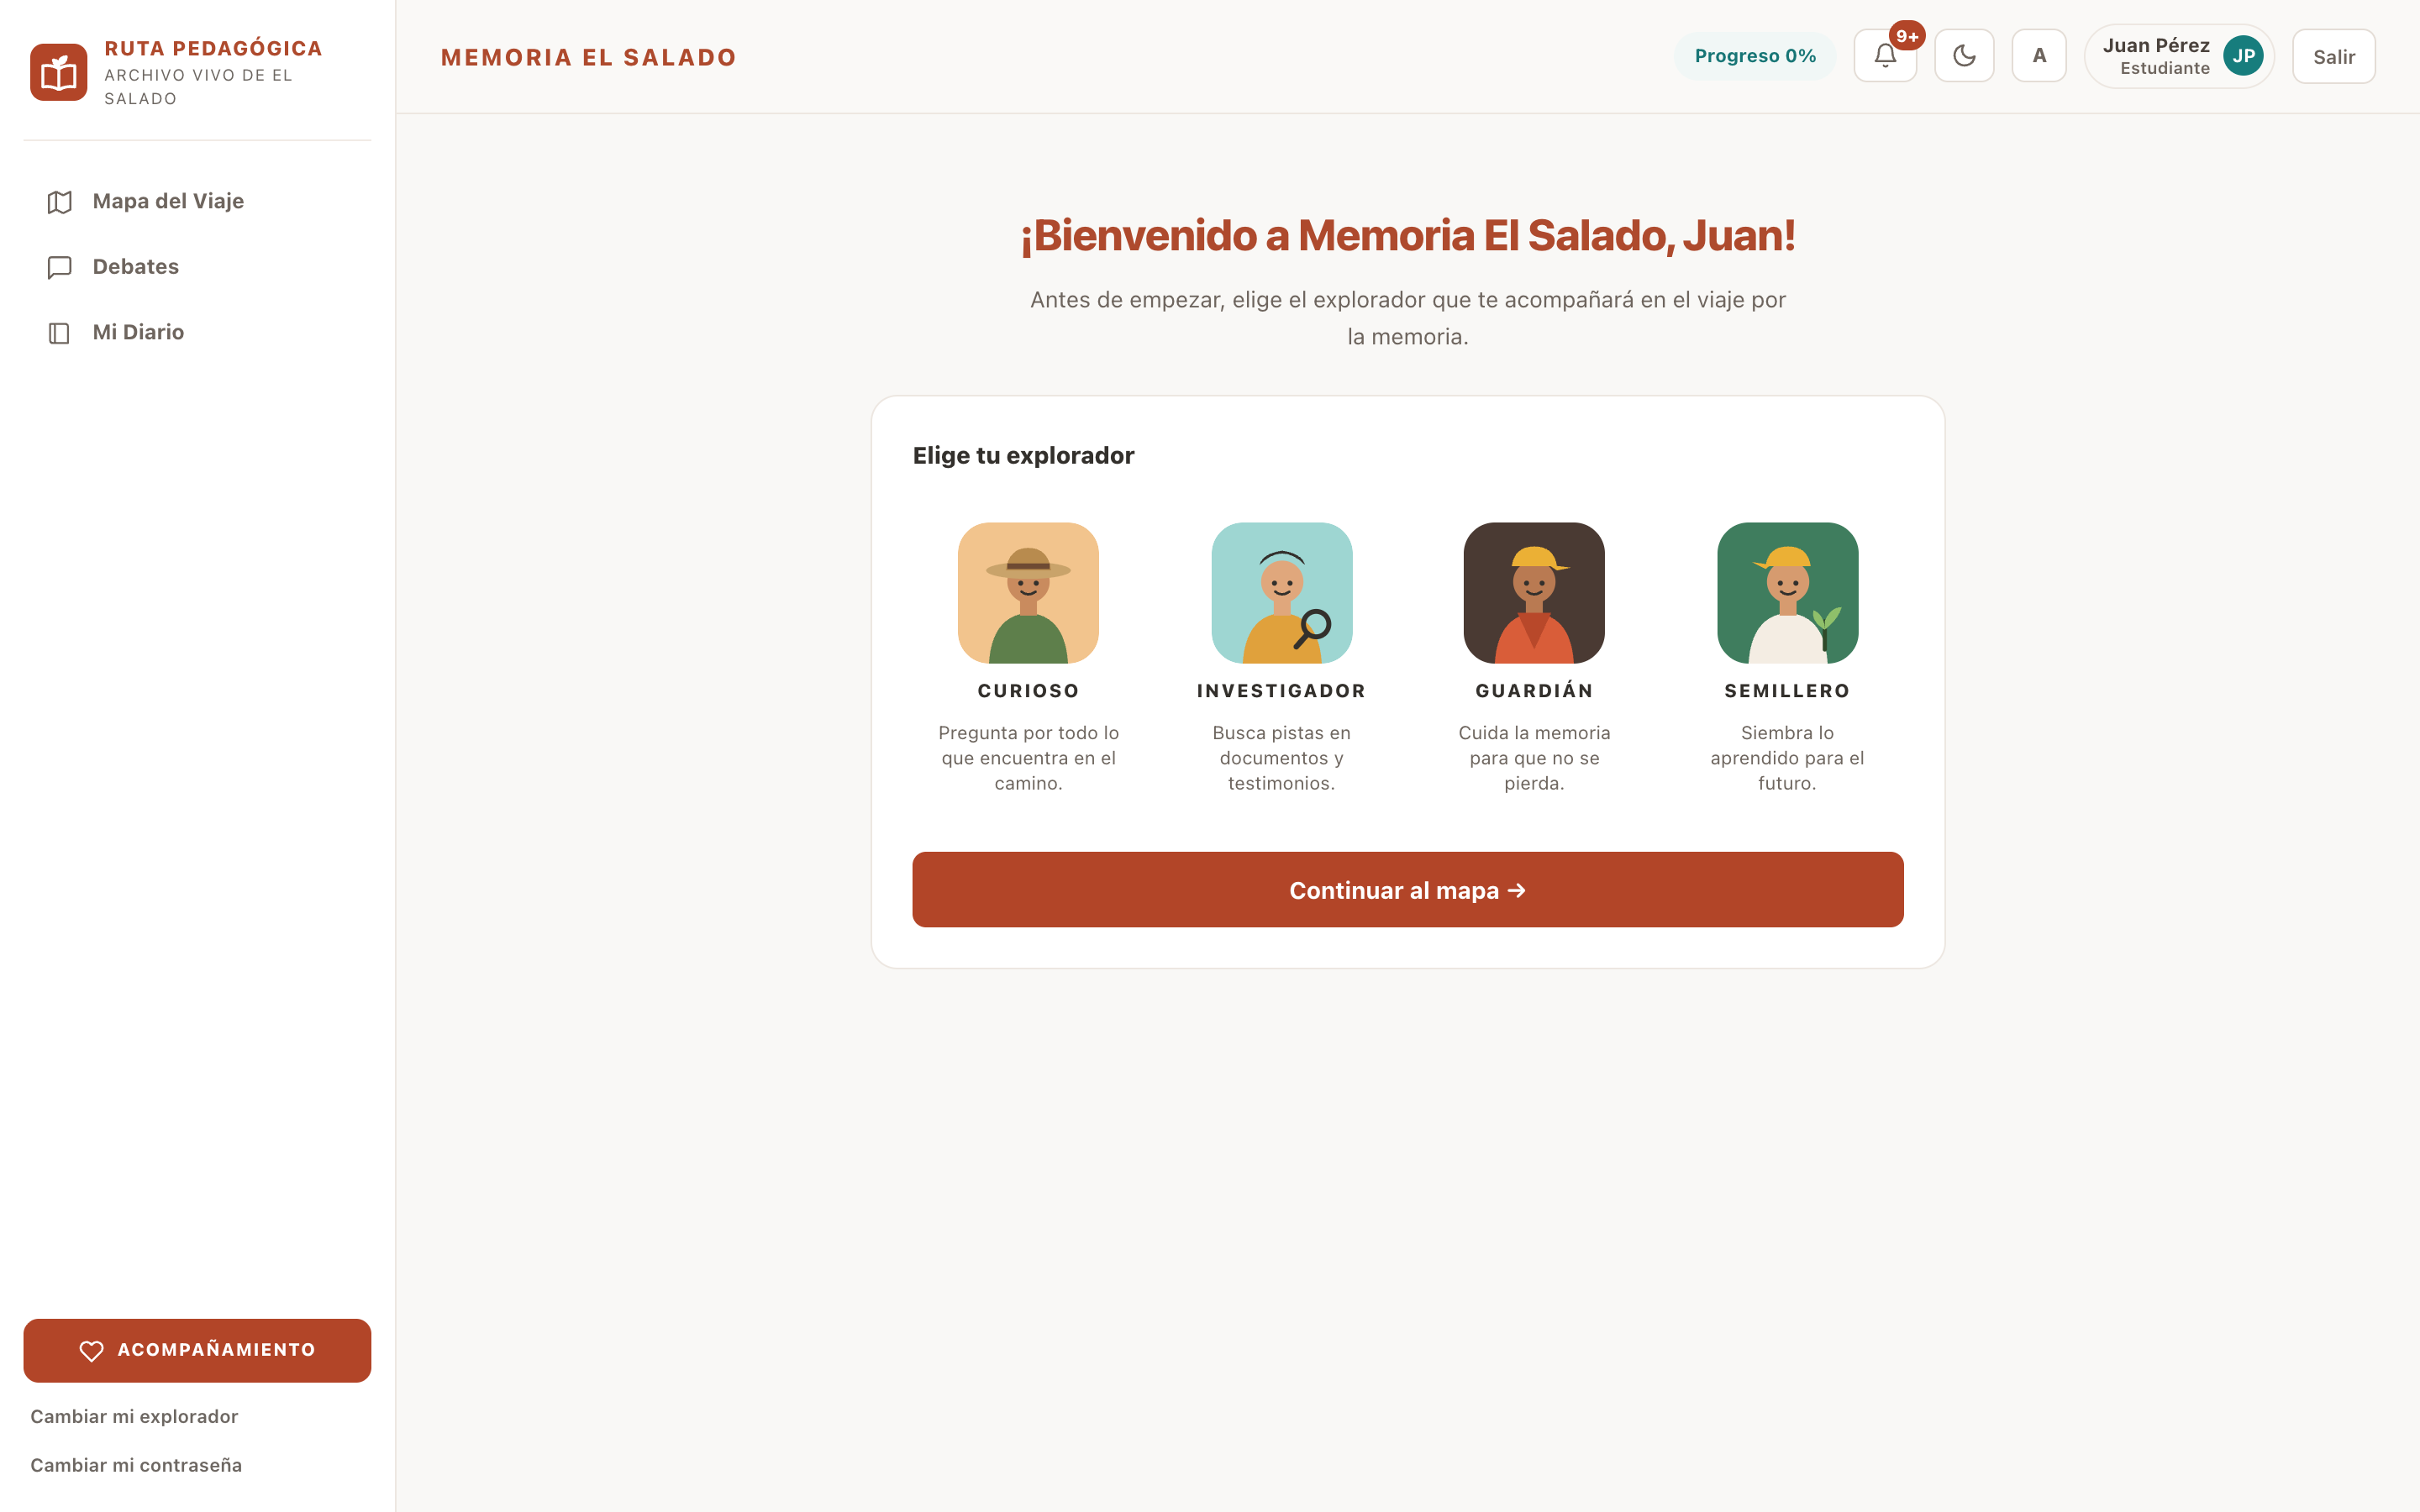 RUTA PEDAGÓGICA
ARCHIVO VIVO DE EL
SALADO
Mapa del Viaje
Debates
Mi Diario
ACOMPAÑAMIENTO
Cambiar mi explorador
Cambiar mi contraseña
MEMORIA EL SALADO
Progreso 0%
9+
A
Juan Pérez
Estudiante
JP
Salir
¡Bienvenido a Memoria El Salado, Juan!
Antes de empezar, elige el explorador que te acompañará en el viaje por
la memoria.
Elige tu explorador
CURIOSO
Pregunta por todo lo
que encuentra en el
camino.
INVESTIGADOR
Busca pistas en
documentos y
testimonios.
GUARDIÁN
Cuida la memoria
para que no se
pierda.
SEMILLERO
Siembra lo
aprendido para el
futuro.
Continuar al mapa →